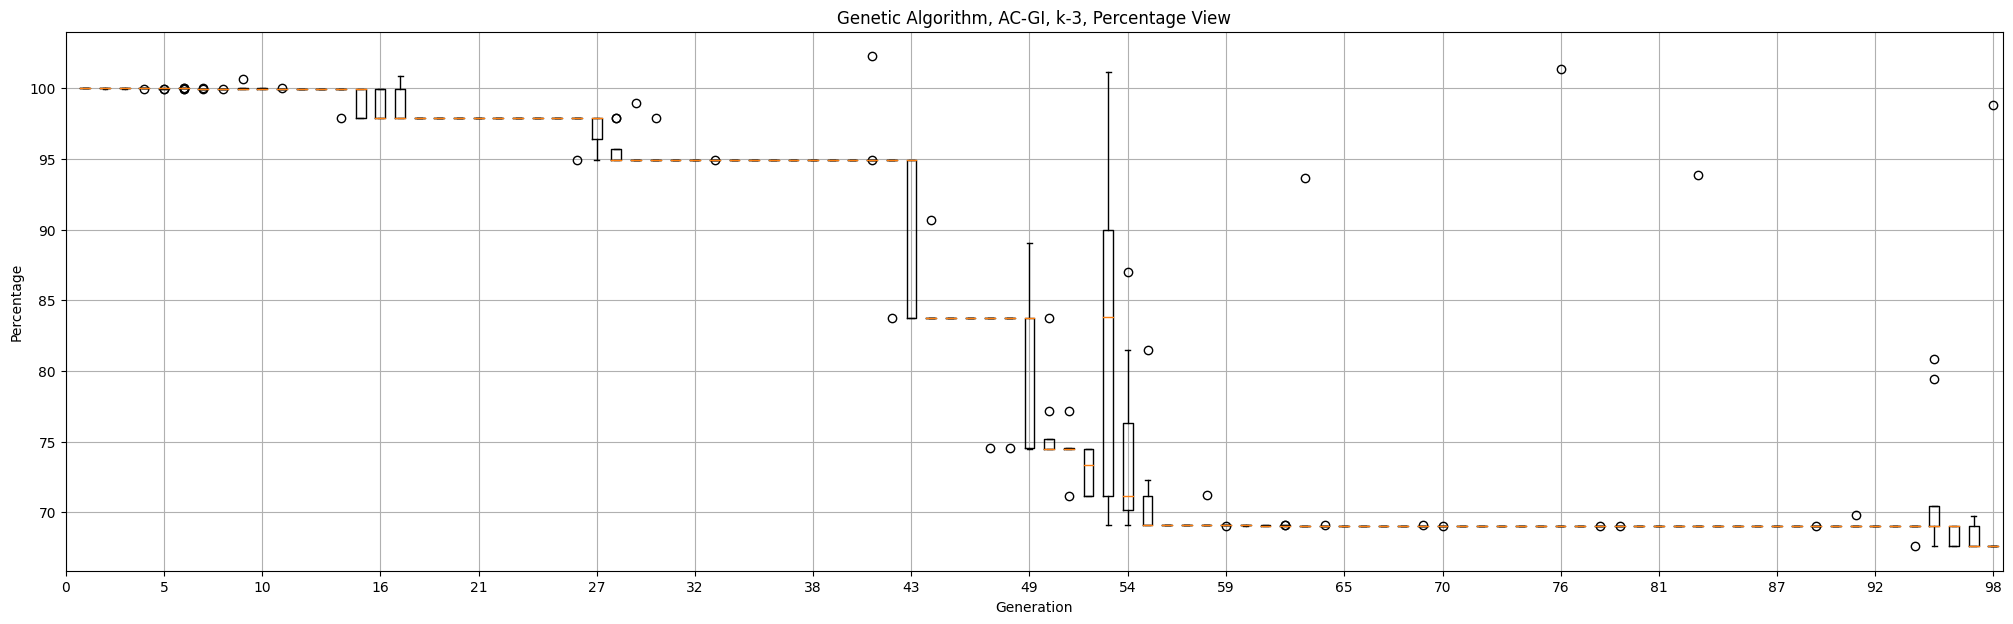 Genetic Algorithm, AC-GI, k-3, Percentage View
Percentage
100
95
90
85
80
75
70
0 5 10 16 21 27 32 38 43 49 54 59 65 70 76 81 87 92 98
Generation